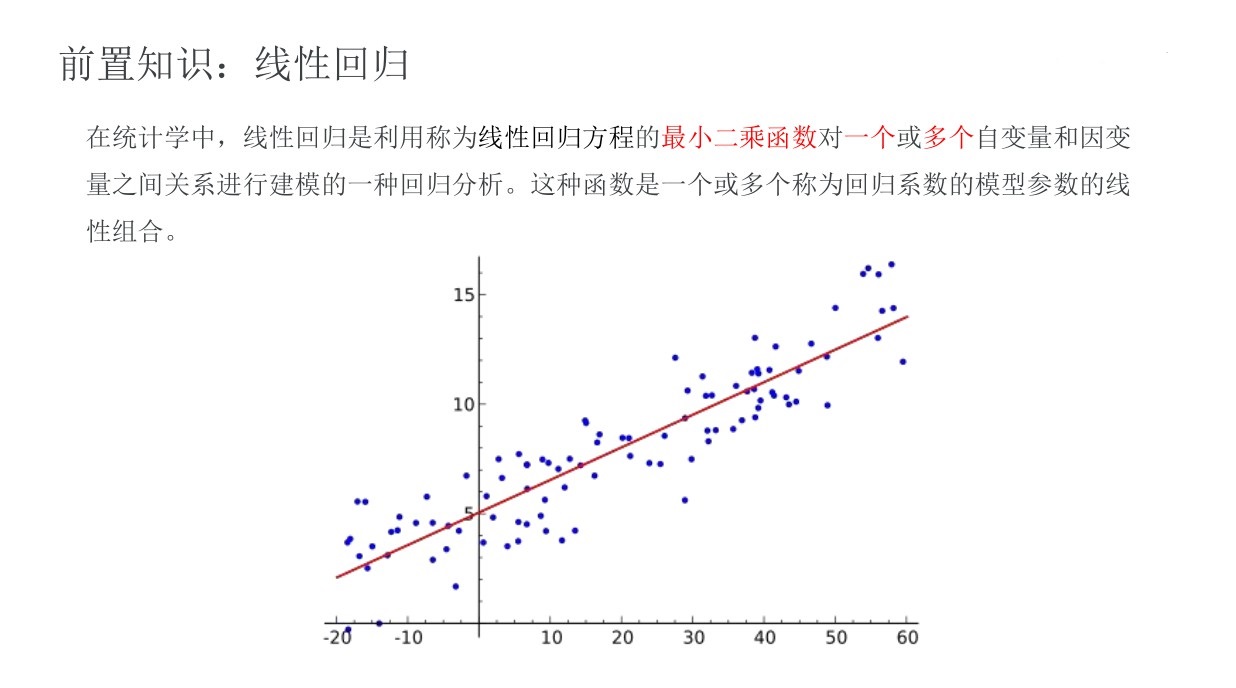 前置知识：线性回归
在统计学中，线性回归是利用称为线性回归方程的最小二乘函数对一个或多个自变量和因变
量之间关系进行建模的一种回归分析。这种函数是一个或多个称为回归系数的模型参数的线
性组合。
15
10
5
-20 -10 10 20 30 40 50 60